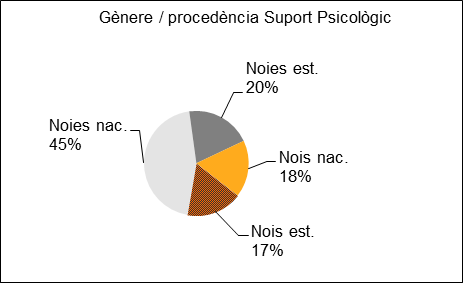 Gènere / procedència Suport Psicològic
Noies est.
20%
Noies nac.
45%
Nois nac.
18%
Nois est.
17%